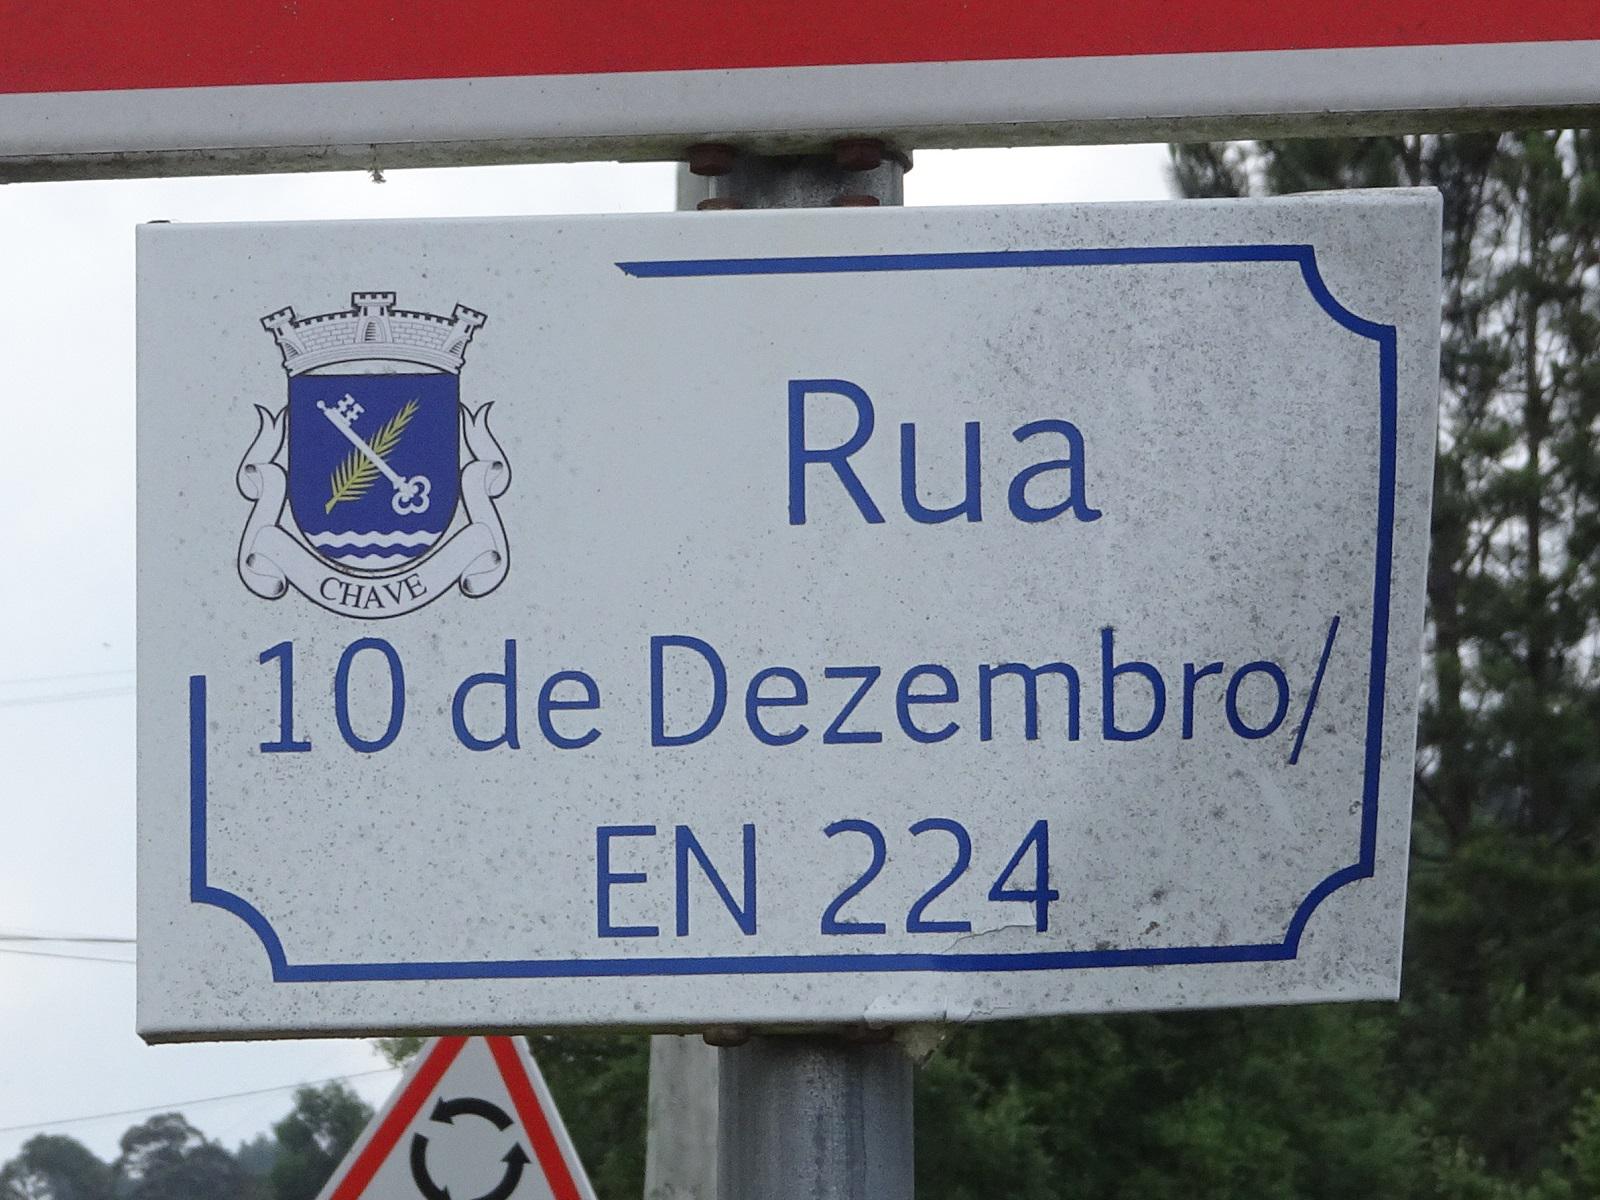 CHAVE
Rua
10 de Dezembro/
EN 224